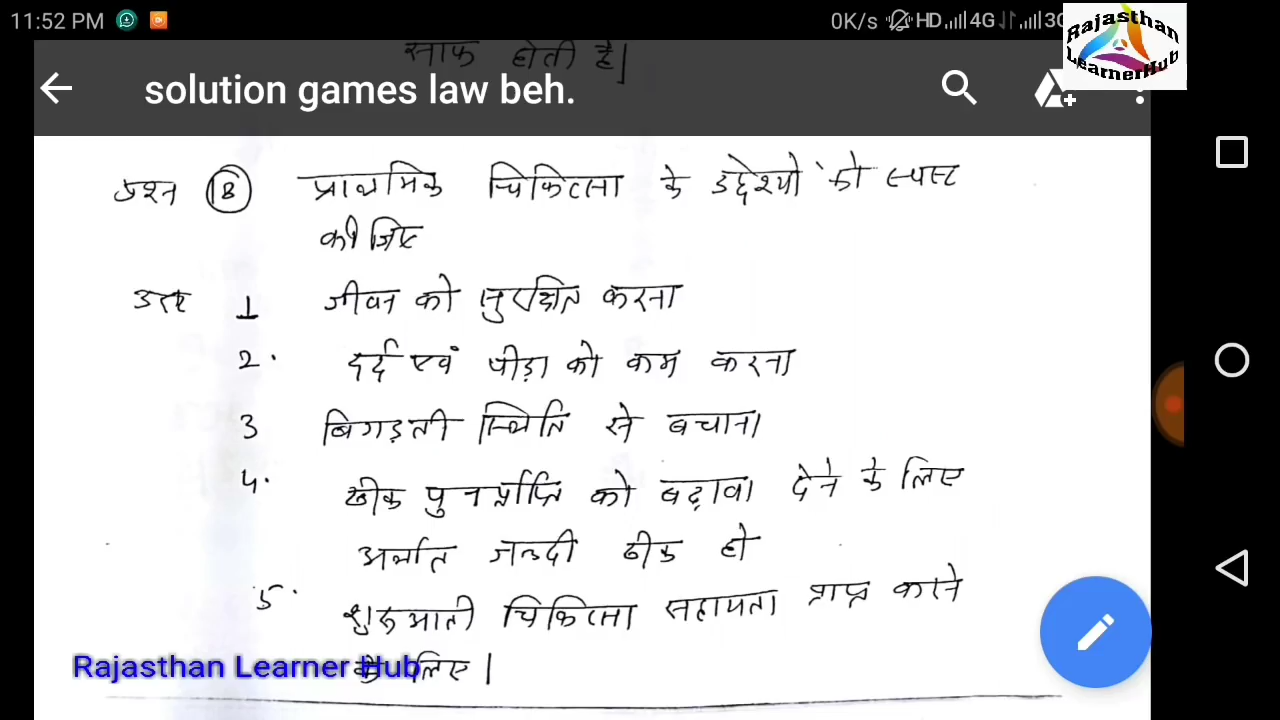 11:52 PM
0K/s HD 4G 3G
Rajasthan
LearnerHub
साफ होती है|
solution games law beh.
प्रश्न 18 प्राथमिक चिकित्सा के उद्देश्यो को स्पष्ट
कीजिए
उत्तर 1 जीवन को सुरक्षित करना
2. दर्द एवं पीड़ा को कम करना
3 बिगड़ती स्थिति से बचाना
4. ठीक पुनर्प्राप्ति को बढ़ावा देने के लिए
अर्थात जल्दी ठीक हो
5. शुरुआती चिकित्सा सहायता प्राप्त करने
के लिए |
Rajasthan Learner Hub